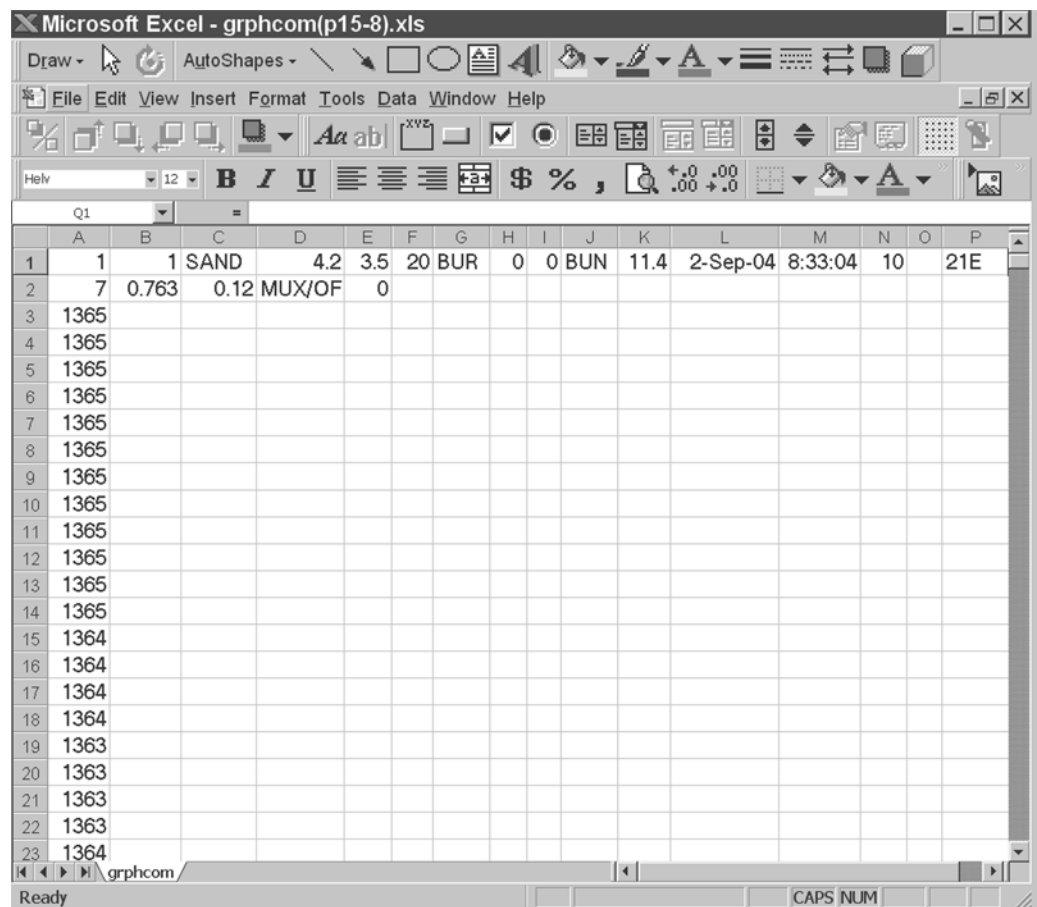 Microsoft Excel - grphcom(p15-8).xls
Draw AutoShapes
File Edit View Insert Format Tools Data Window Help
Aa ab| XYZ
Helv 12 B I U $ % , .0 .00 .00 .0 A
Q1 =
A B C D E F G H I J K L M N O P
1 1 1 SAND 4.2 3.5 20 BUR 0 0 BUN 11.4 2-Sep-04 8:33:04 10 21E
2 7 0.763 0.12 MUX/OF 0
3 1365
4 1365
5 1365
6 1365
7 1365
8 1365
9 1365
10 1365
11 1365
12 1365
13 1365
14 1365
15 1364
16 1364
17 1364
18 1364
19 1363
20 1363
21 1363
22 1363
23 1364
grphcom
Ready CAPS NUM